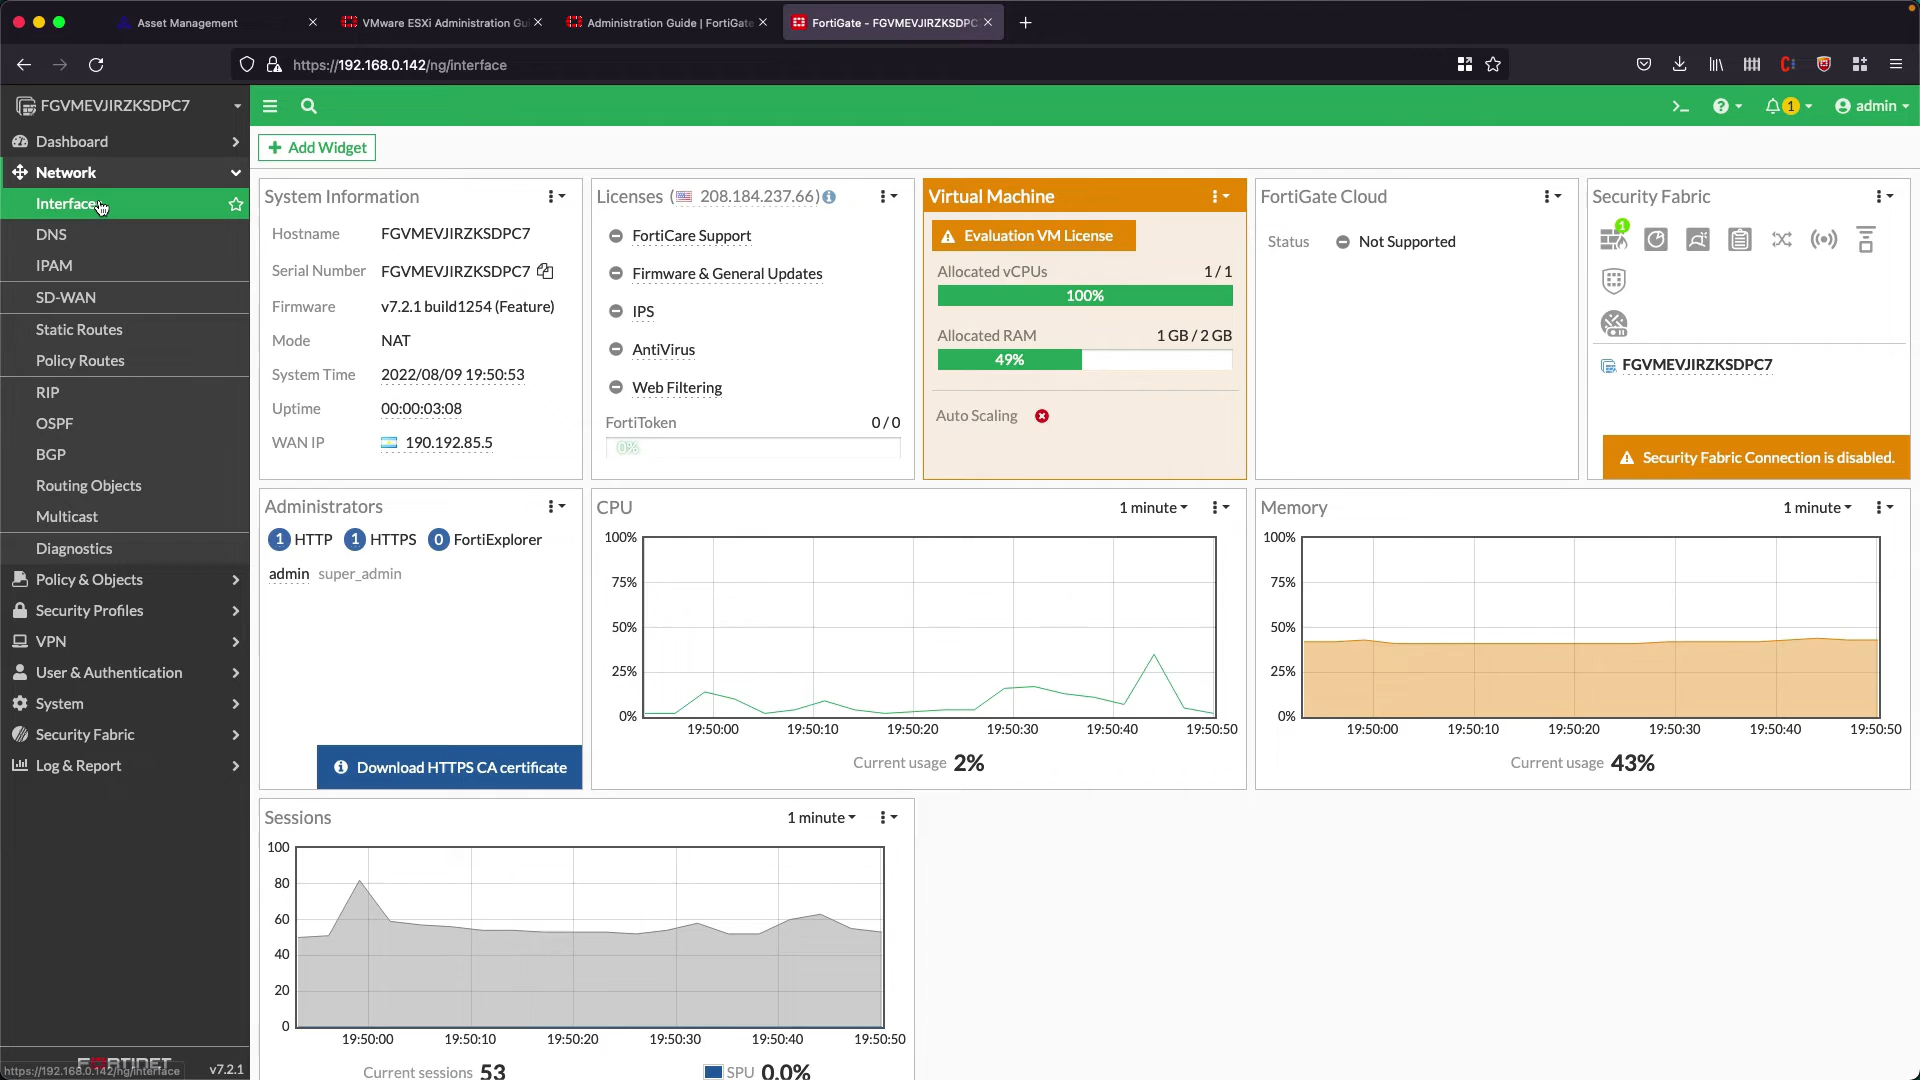 Asset Management
VMware ESXi Administration Gu
Administration Guide | FortiGate
FortiGate - FGVMEVJIRZKSDPC
https://192.168.0.142/ng/interface
FGVMEVJIRZKSDPC7
1
admin
Dashboard
Network
Interfaces
DNS
IPAM
SD-WAN
Static Routes
Policy Routes
RIP
OSPF
BGP
Routing Objects
Multicast
Diagnostics
Policy & Objects
Security Profiles
VPN
User & Authentication
System
Security Fabric
Log & Report
FORTINET
https://192.168.0.142/ng/interface
v7.2.1
Add Widget
System Information
Hostname FGVMEVJIRZKSDPC7
Serial Number FGVMEVJIRZKSDPC7
Firmware v7.2.1 build1254 (Feature)
Mode NAT
System Time 2022/08/09 19:50:53
Uptime 00:00:03:08
WAN IP 190.192.85.5
Licenses (208.184.237.66)
FortiCare Support
Firmware & General Updates
IPS
AntiVirus
Web Filtering
FortiToken 0 / 0
0%
Virtual Machine
Evaluation VM License
Allocated vCPUs 1 / 1
100%
Allocated RAM 1 GB / 2 GB
49%
Auto Scaling
FortiGate Cloud
Status Not Supported
Security Fabric
1
FGVMEVJIRZKSDPC7
Security Fabric Connection is disabled.
Administrators
1 HTTP 1 HTTPS 0 FortiExplorer
admin super_admin
Download HTTPS CA certificate
CPU 1 minute
100%
75%
50%
25%
0%
19:50:00 19:50:10 19:50:20 19:50:30 19:50:40 19:50:50
Current usage 2%
Memory 1 minute
100%
75%
50%
25%
0%
19:50:00 19:50:10 19:50:20 19:50:30 19:50:40 19:50:50
Current usage 43%
Sessions 1 minute
100
80
60
40
20
0
19:50:00 19:50:10 19:50:20 19:50:30 19:50:40 19:50:50
Current sessions 53 SPU 0.0%